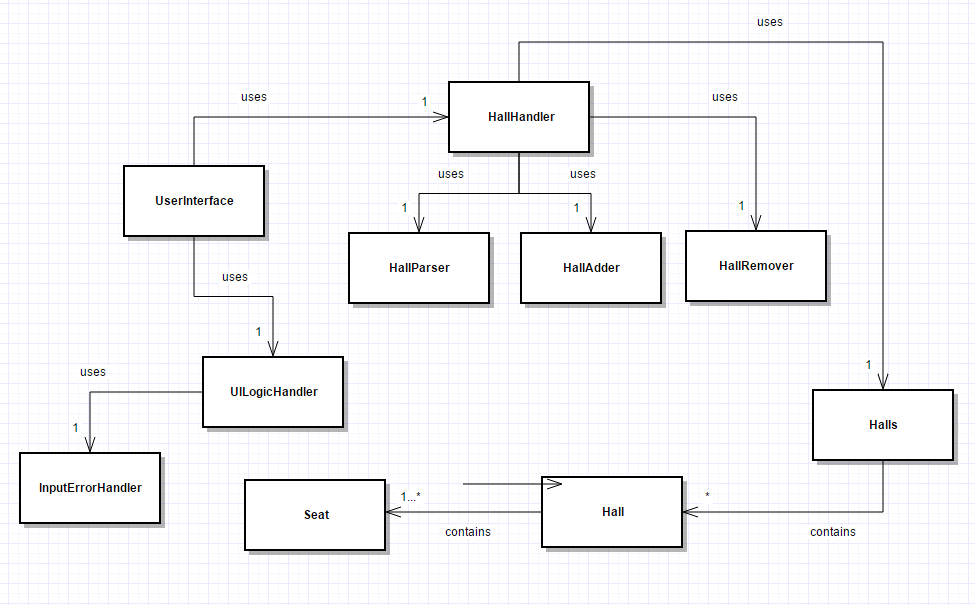 uses
uses
1
HallHandler
uses
uses
uses
UserInterface
1
1
1
HallParser
HallAdder
HallRemover
uses
1
uses
UILogicHandler
1
1
Halls
InputErrorHandler
Seat
1...*
Hall
*
contains
contains